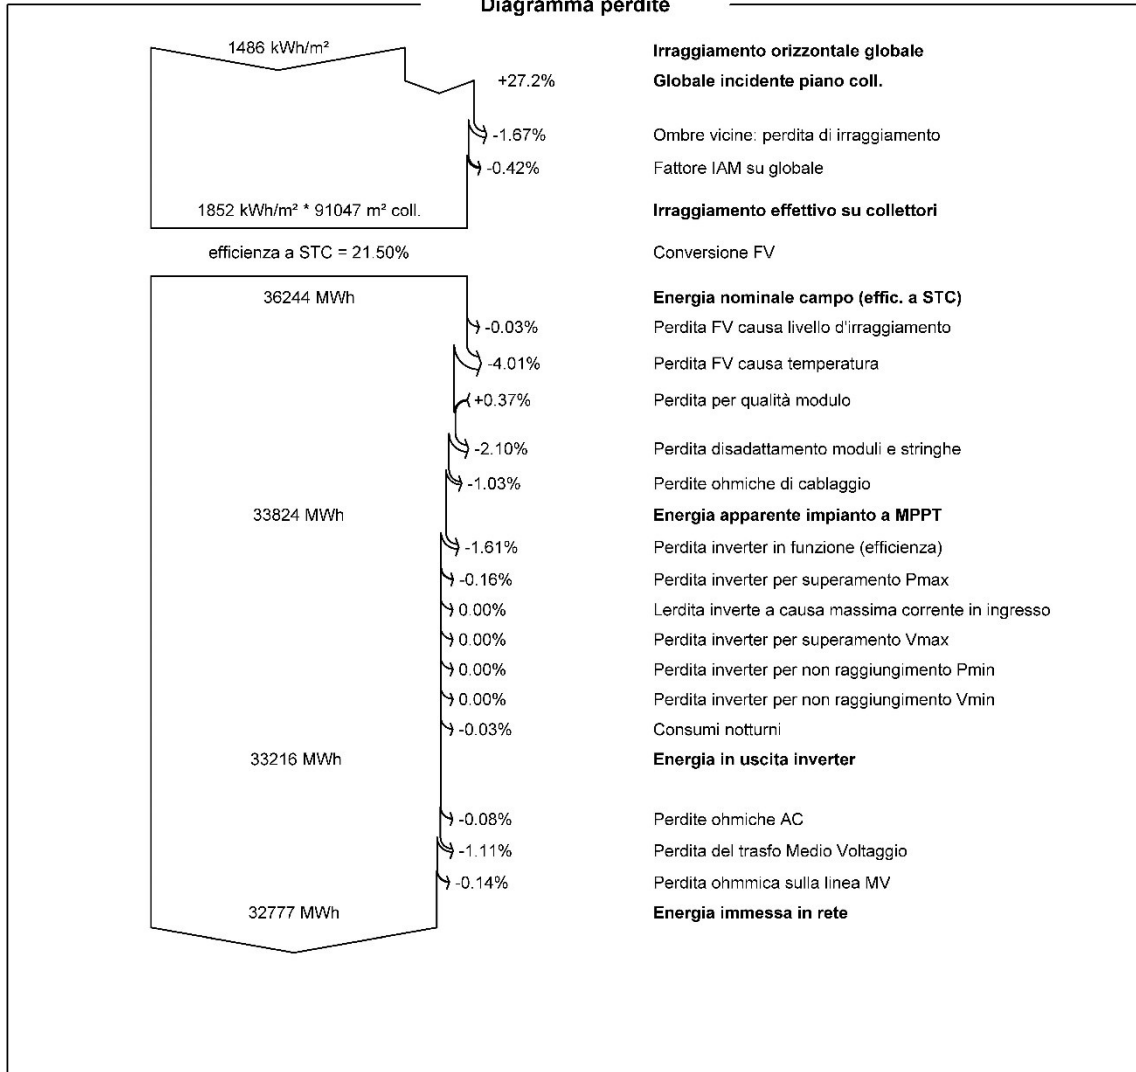 Diagramma perdite
1486 kWh/m² Irraggiamento orizzontale globale
+27.2% Globale incidente piano coll.
-1.67% Ombre vicine: perdita di irraggiamento
-0.42% Fattore IAM su globale
1852 kWh/m² * 91047 m² coll. Irraggiamento effettivo su collettori
efficienza a STC = 21.50% Conversione FV
36244 MWh Energia nominale campo (effic. a STC)
-0.03% Perdita FV causa livello d'irraggiamento
-4.01% Perdita FV causa temperatura
+0.37% Perdita per qualità modulo
-2.10% Perdita disadattamento moduli e stringhe
-1.03% Perdite ohmiche di cablaggio
33824 MWh Energia apparente impianto a MPPT
-1.61% Perdita inverter in funzione (efficienza)
-0.16% Perdita inverter per superamento Pmax
0.00% Lerdita inverte a causa massima corrente in ingresso
0.00% Perdita inverter per superamento Vmax
0.00% Perdita inverter per non raggiungimento Pmin
0.00% Perdita inverter per non raggiungimento Vmin
-0.03% Consumi notturni
33216 MWh Energia in uscita inverter
-0.08% Perdite ohmiche AC
-1.11% Perdita del trasfo Medio Voltaggio
-0.14% Perdita ohmmica sulla linea MV
32777 MWh Energia immessa in rete